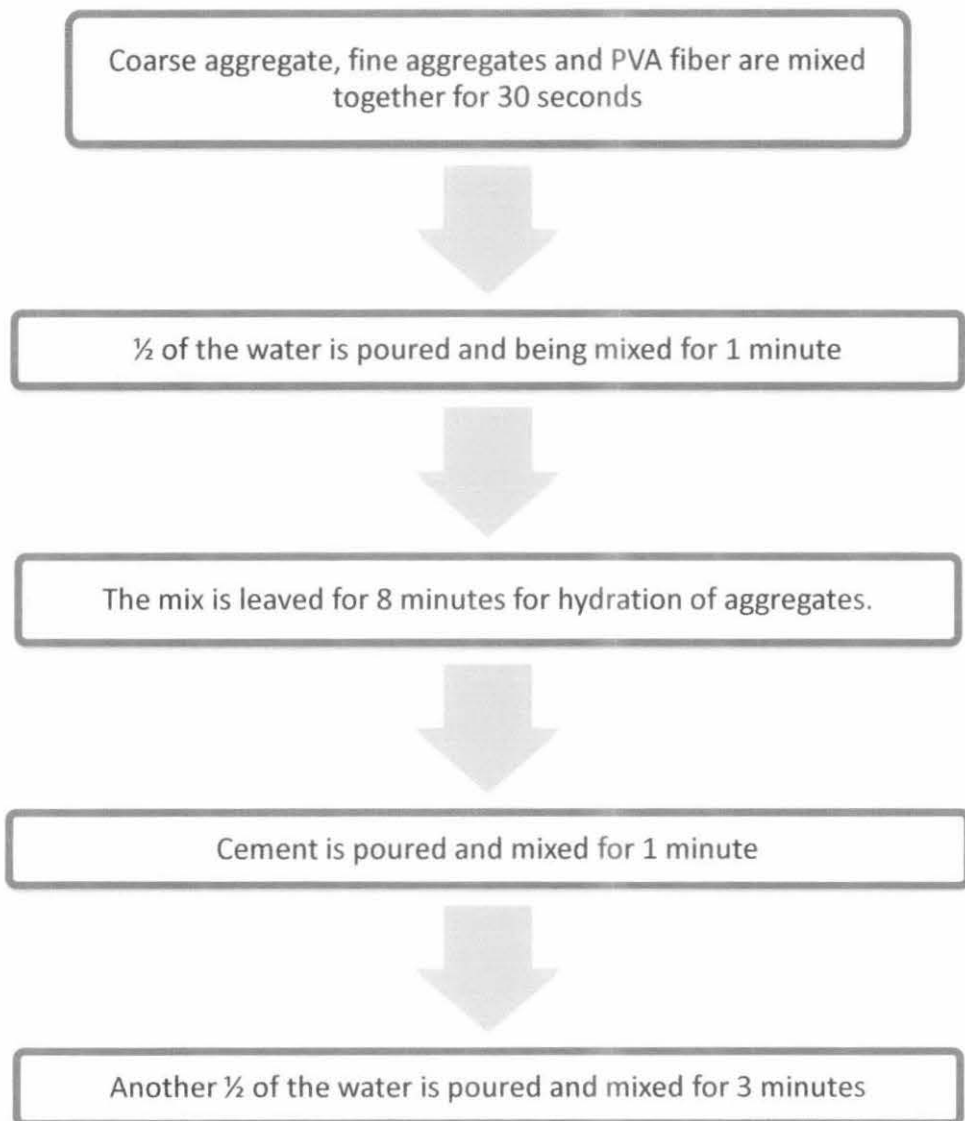 Coarse aggregate, fine aggregates and PVA fiber are mixed
together for 30 seconds
½ of the water is poured and being mixed for 1 minute
The mix is leaved for 8 minutes for hydration of aggregates.
Cement is poured and mixed for 1 minute
Another ½ of the water is poured and mixed for 3 minutes